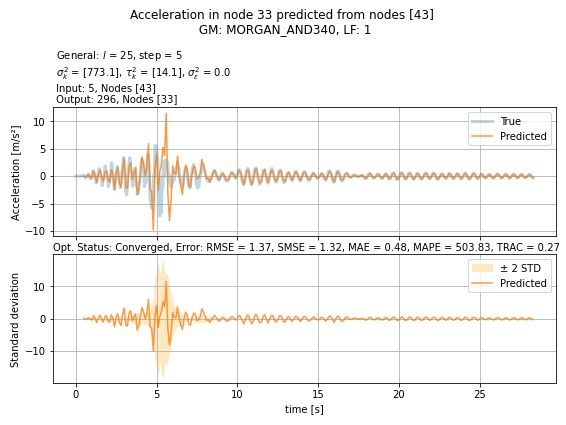 Acceleration in node 33 predicted from nodes [43]
GM: MORGAN_AND340, LF: 1
General: l = 25, step = 5
σ²ₖ = [773.1], τ²ₖ = [14.1], σ²ε = 0.0
Input: 5, Nodes [43]
Output: 296, Nodes [33]
Acceleration [m/s²]
10
5
0
−5
−10
True
Predicted
Opt. Status: Converged, Error: RMSE = 1.37, SMSE = 1.32, MAE = 0.48, MAPE = 503.83, TRAC = 0.27
Standard deviation
10
0
−10
± 2 STD
Predicted
0 5 10 15 20 25
time [s]